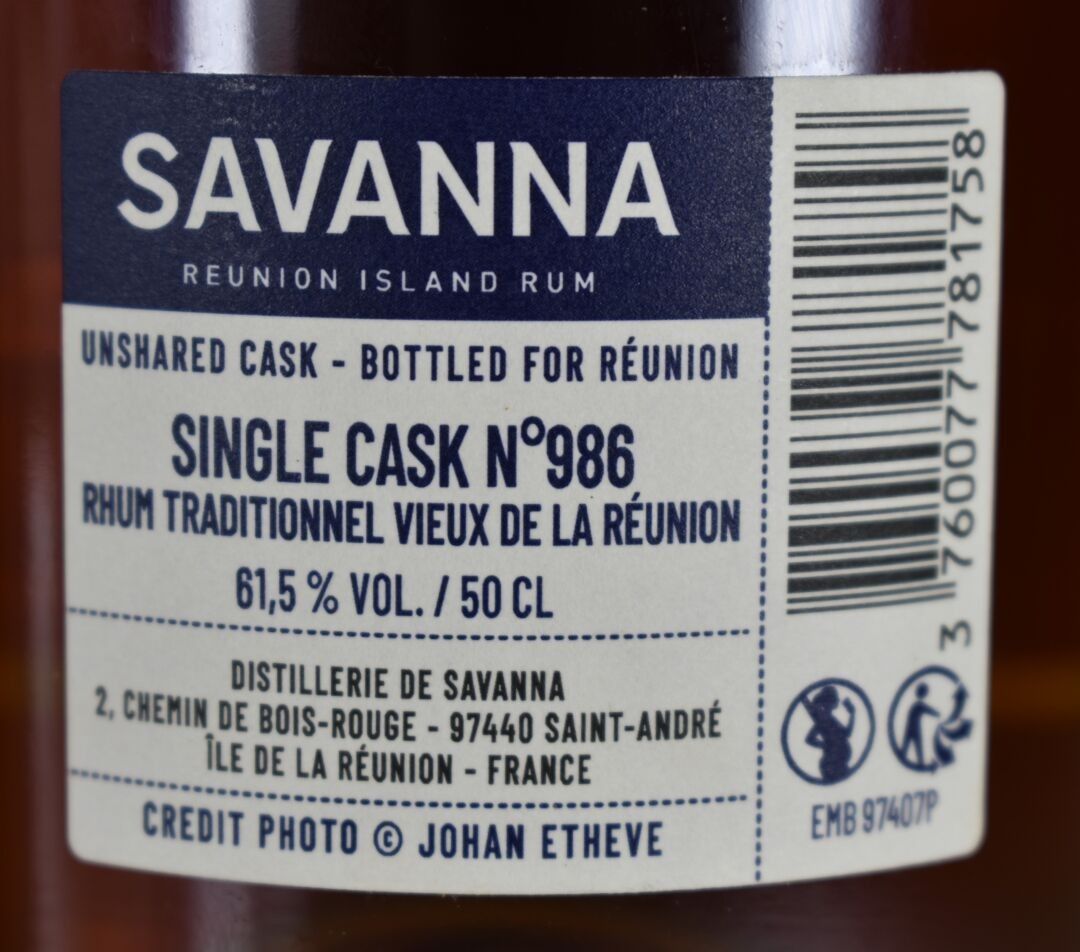 SAVANNA
REUNION ISLAND RUM
UNSHARED CASK - BOTTLED FOR RÉUNION
SINGLE CASK N°986
RHUM TRADITIONNEL VIEUX DE LA RÉUNION
61,5 % VOL. / 50 CL
DISTILLERIE DE SAVANNA
2, CHEMIN DE BOIS-ROUGE - 97440 SAINT-ANDRÉ
ÎLE DE LA RÉUNION - FRANCE
CREDIT PHOTO © JOHAN ETHEVE
3 760077 781758
EMB 97407P